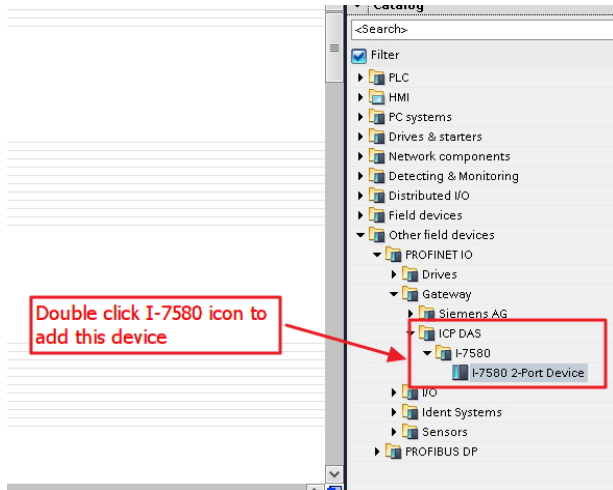 Catalog
<Search>
Filter
PLC
HMI
PC systems
Drives & starters
Network components
Detecting & Monitoring
Distributed I/O
Field devices
Other field devices
PROFINET IO
Drives
Gateway
Siemens AG
ICP DAS
I-7580
I-7580 2-Port Device
I/O
Ident Systems
Sensors
PROFIBUS DP
Double click I-7580 icon to
add this device